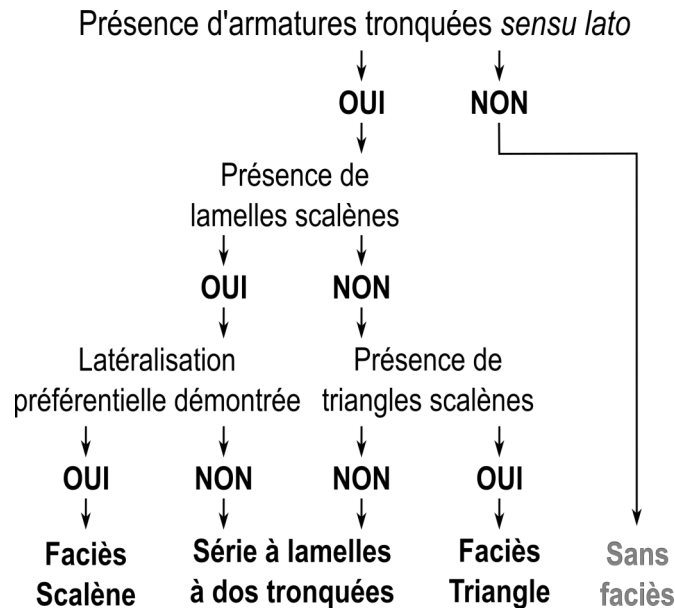 Présence d'armatures tronquées sensu lato
OUI NON
Présence de
lamelles scalènes
OUI NON
Latéralisation
préférentielle démontrée
Présence de
triangles scalènes
OUI NON NON OUI
Faciès
Scalène
Série à lamelles
à dos tronquées
Faciès
Triangle
Sans
faciès